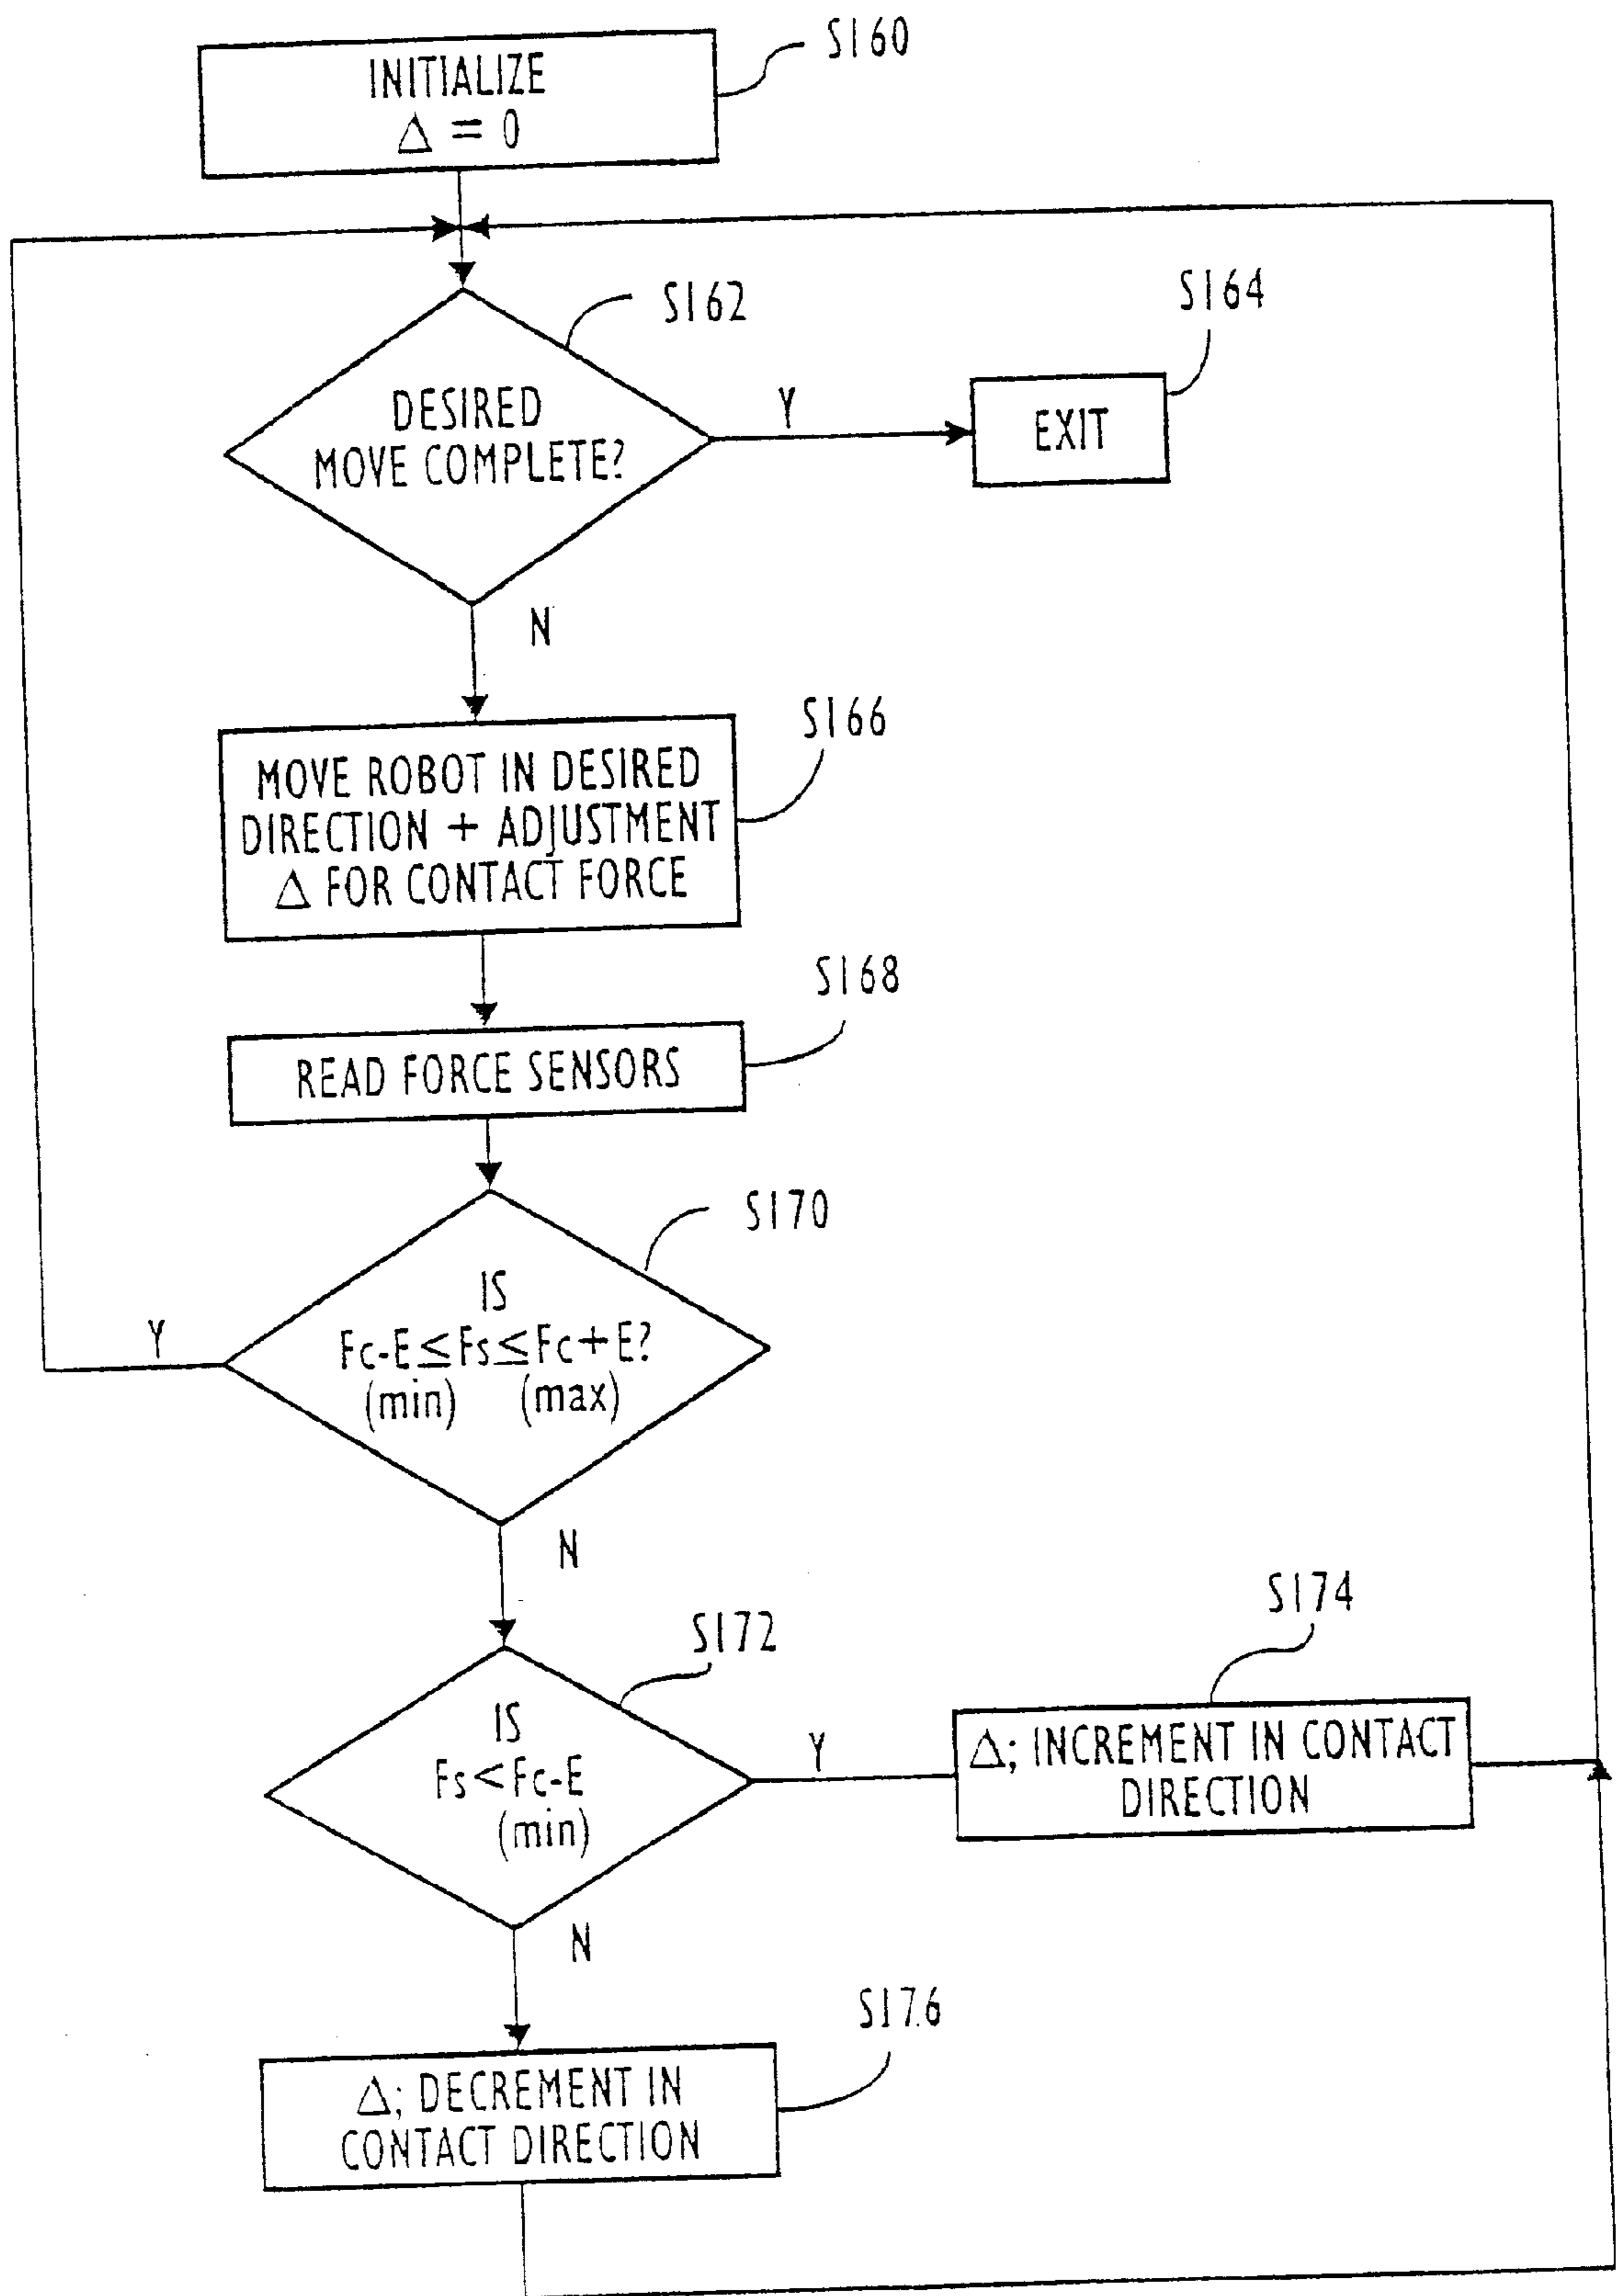 S160
INITIALIZE
Δ = 0
S162
S164
DESIRED
MOVE COMPLETE?
Y
EXIT
N
S166
MOVE ROBOT IN DESIRED
DIRECTION + ADJUSTMENT
Δ FOR CONTACT FORCE
S168
READ FORCE SENSORS
S170
IS
Fc-E≤Fs≤Fc+E?
(min) (max)
Y
N
S172
S174
IS
Fs<Fc-E
(min)
Y
Δ; INCREMENT IN CONTACT
DIRECTION
N
S176
Δ; DECREMENT IN
CONTACT DIRECTION